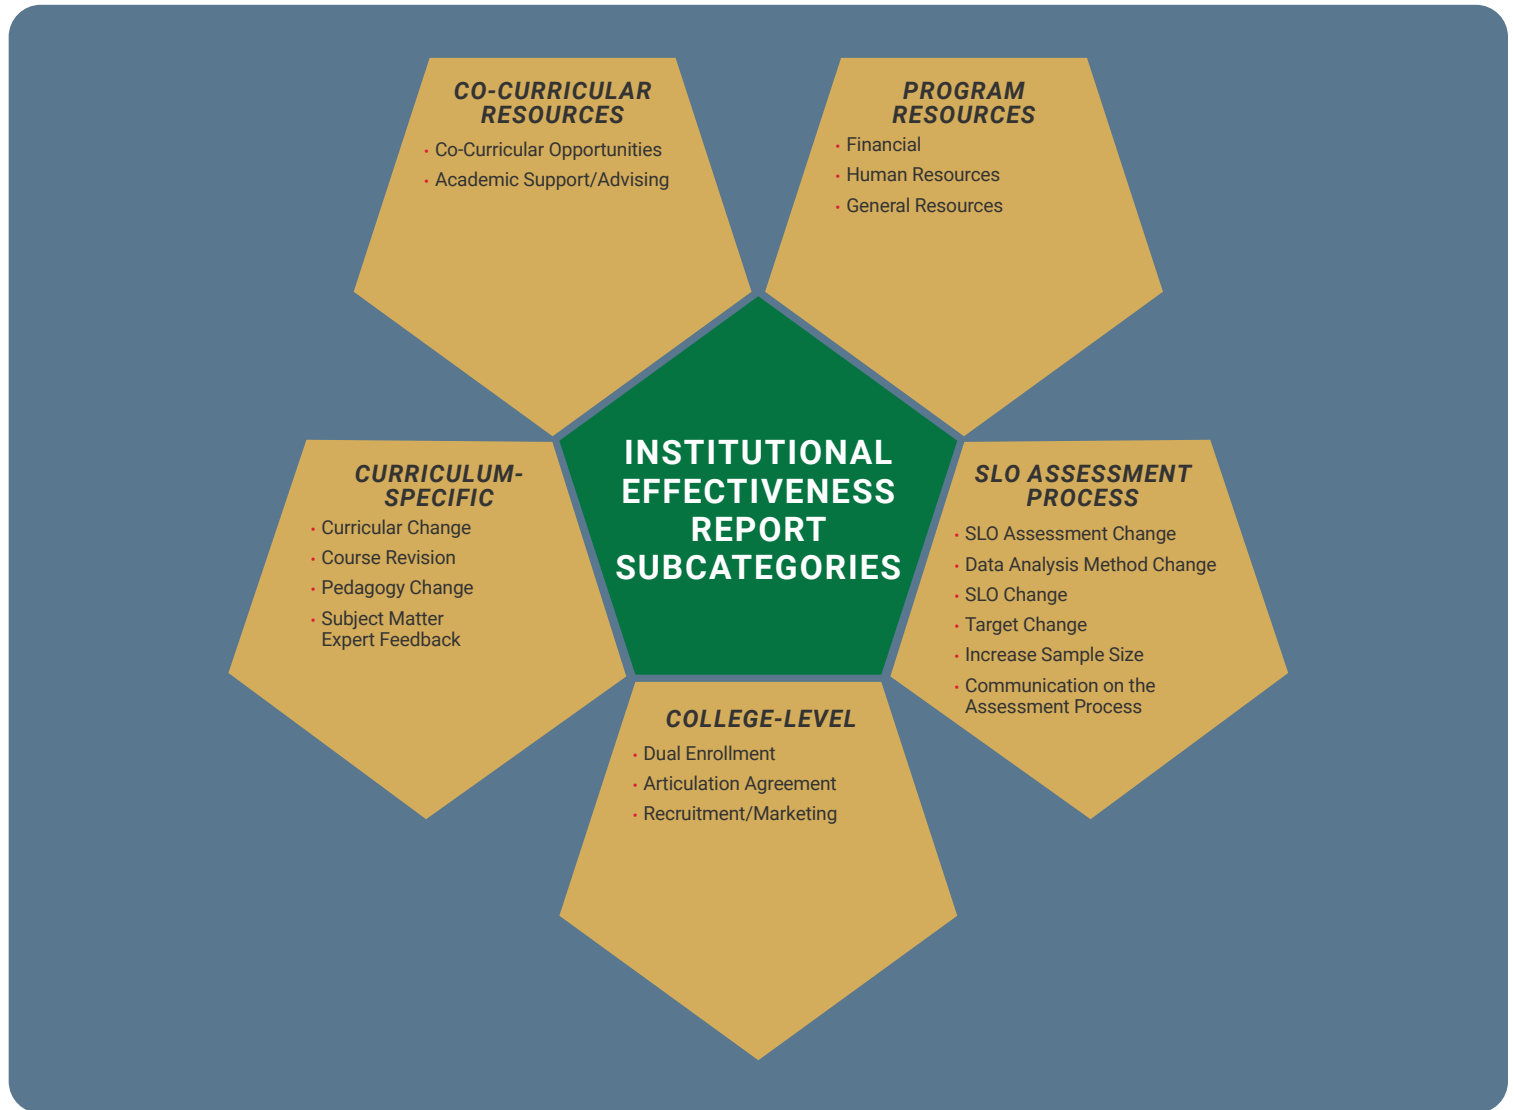 CO-CURRICULAR
RESOURCES
• Co-Curricular Opportunities
• Academic Support/Advising
PROGRAM
RESOURCES
• Financial
• Human Resources
• General Resources
INSTITUTIONAL
EFFECTIVENESS
REPORT
SUBCATEGORIES
CURRICULUM-
SPECIFIC
• Curricular Change
• Course Revision
• Pedagogy Change
• Subject Matter
Expert Feedback
SLO ASSESSMENT
PROCESS
• SLO Assessment Change
• Data Analysis Method Change
• SLO Change
• Target Change
• Increase Sample Size
• Communication on the
Assessment Process
COLLEGE-LEVEL
• Dual Enrollment
• Articulation Agreement
• Recruitment/Marketing